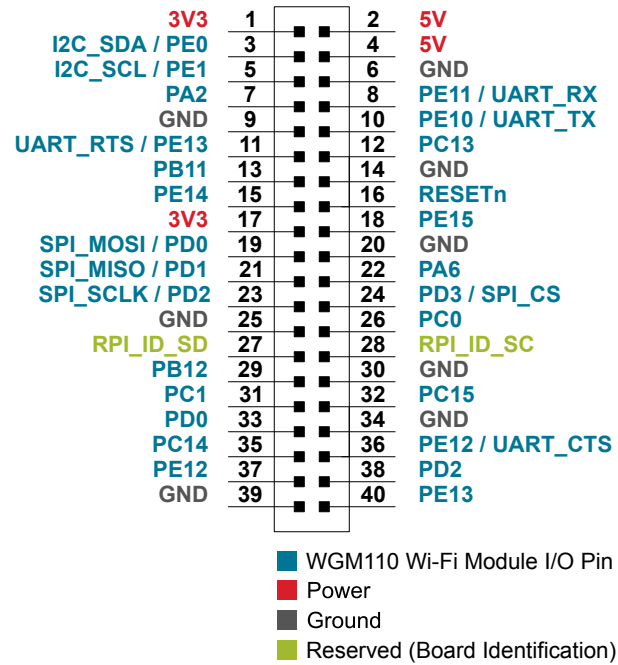 3V3 1 2 5V
I2C_SDA / PE0 3 4 5V
I2C_SCL / PE1 5 6 GND
PA2 7 8 PE11 / UART_RX
GND 9 10 PE10 / UART_TX
UART_RTS / PE13 11 12 PC13
PB11 13 14 GND
PE14 15 16 RESETn
3V3 17 18 PE15
SPI_MOSI / PD0 19 20 GND
SPI_MISO / PD1 21 22 PA6
SPI_SCLK / PD2 23 24 PD3 / SPI_CS
GND 25 26 PC0
RPI_ID_SD 27 28 RPI_ID_SC
PB12 29 30 GND
PC1 31 32 PC15
PD0 33 34 GND
PC14 35 36 PE12 / UART_CTS
PE12 37 38 PD2
GND 39 40 PE13
WGM110 Wi-Fi Module I/O Pin
Power
Ground
Reserved (Board Identification)